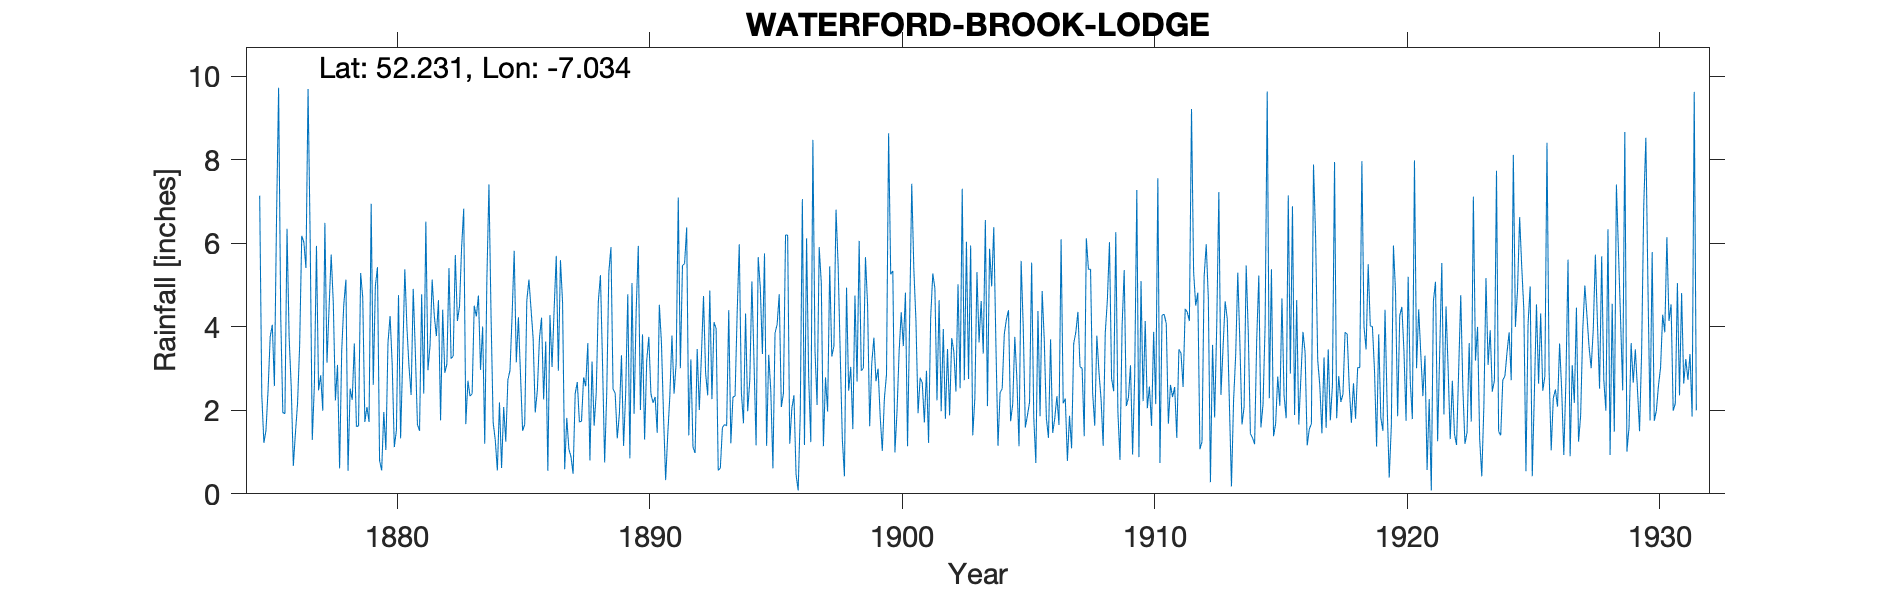 WATERFORD-BROOK-LODGE
Lat: 52.231, Lon: -7.034
10
8
6
4
2
0
Rainfall [inches]
1880 1890 1900 1910 1920 1930
Year